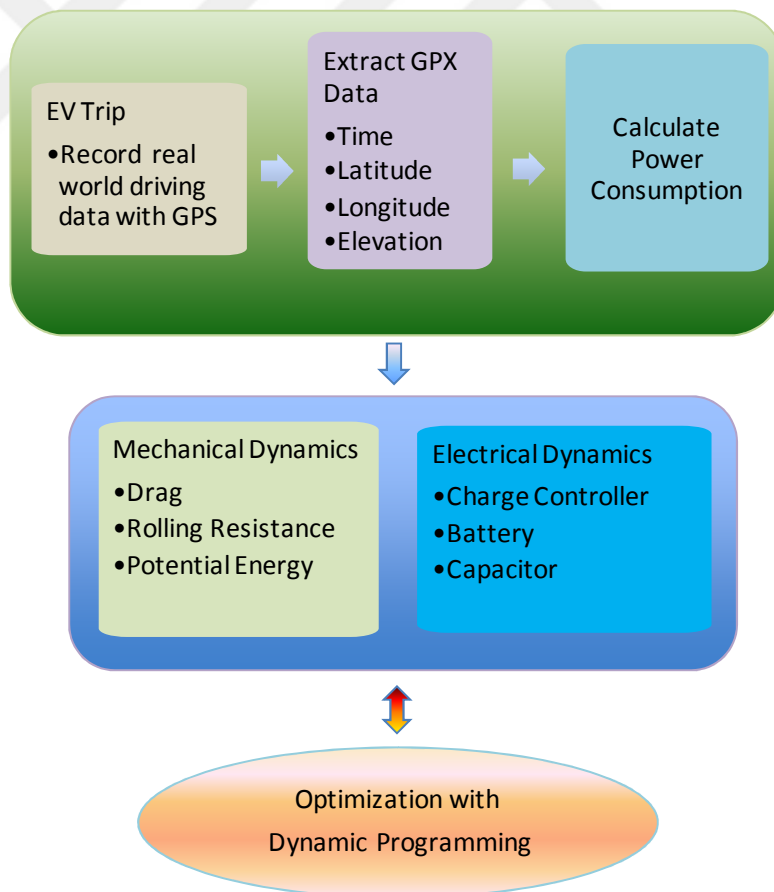 EV Trip
•Record real
world driving
data with GPS
Extract GPX
Data
•Time
•Latitude
•Longitude
•Elevation
Calculate
Power
Consumption
Mechanical Dynamics
•Drag
•Rolling Resistance
•Potential Energy
Electrical Dynamics
•Charge Controller
•Battery
•Capacitor
Optimization with
Dynamic Programming